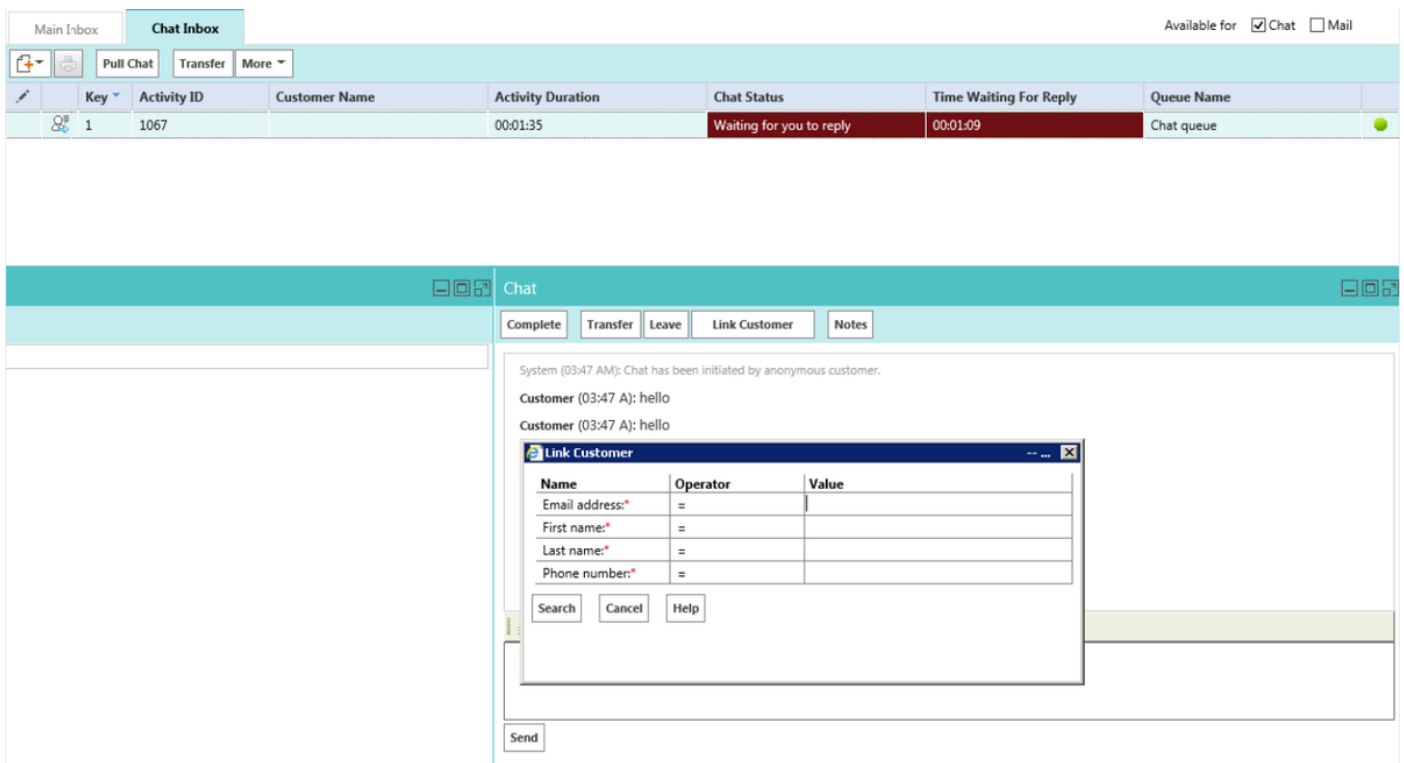 Main Inbox Chat Inbox Available for Chat Mail
Pull Chat Transfer More
Key Activity ID Customer Name Activity Duration Chat Status Time Waiting For Reply Queue Name
1 1067 00:01:35 Waiting for you to reply 00:01:09 Chat queue
Chat
Complete Transfer Leave Link Customer Notes
System (03:47 AM): Chat has been initiated by anonymous customer.
Customer (03:47 A): hello
Customer (03:47 A): hello
Link Customer
Name Operator Value
Email address:* =
First name:* =
Last name:* =
Phone number:* =
Search Cancel Help
Send